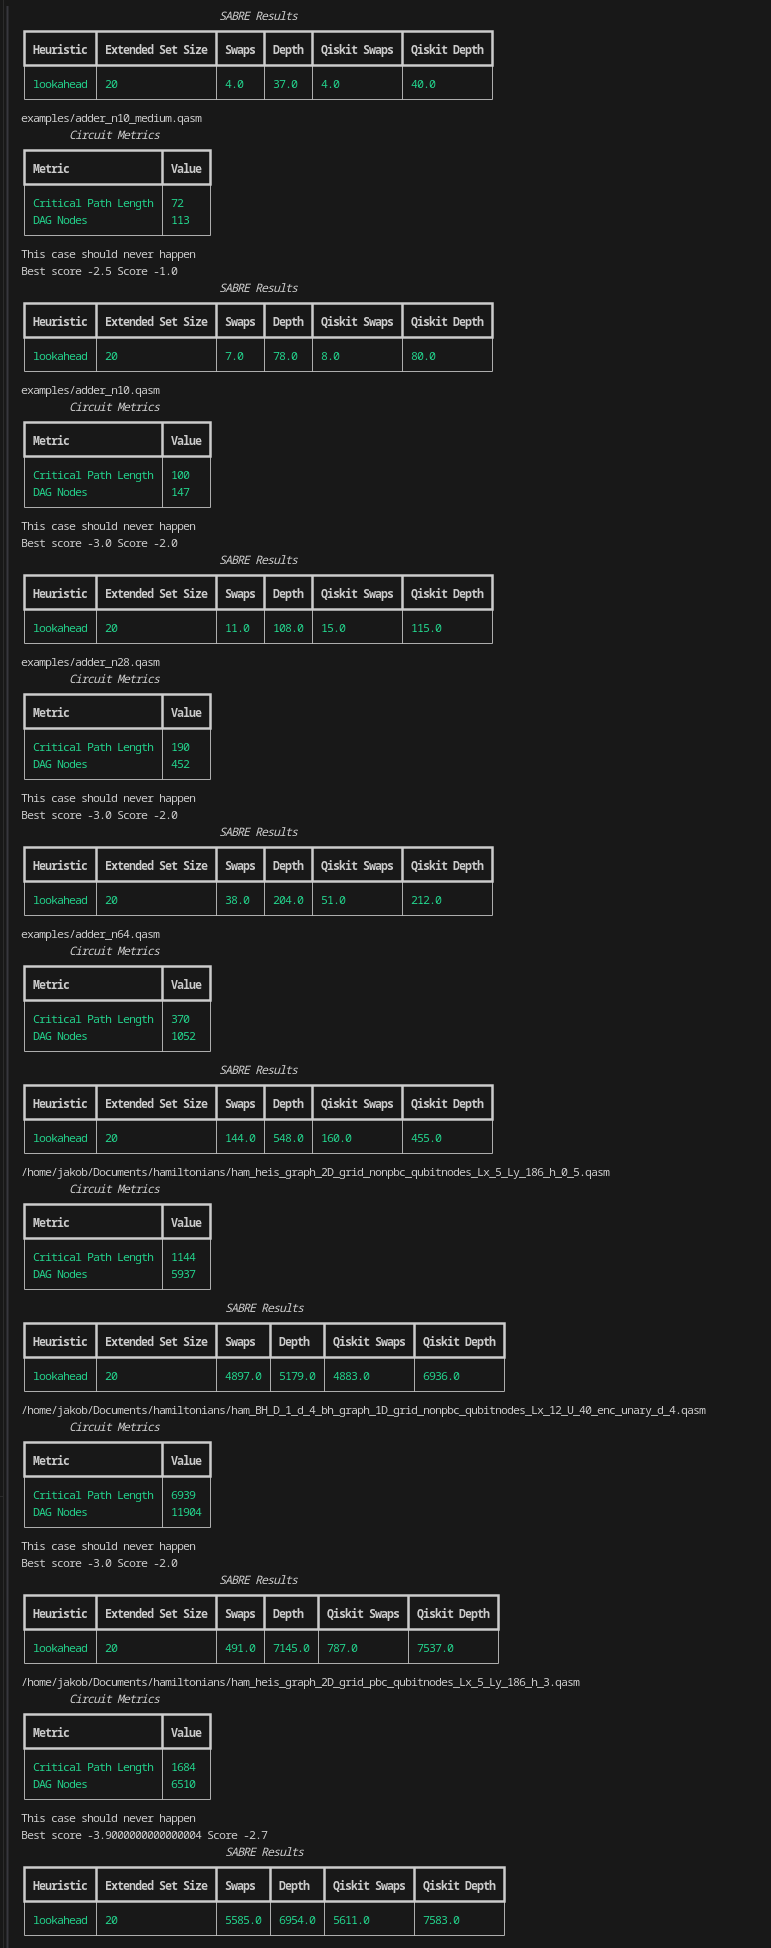 SABRE Results
Heuristic Extended Set Size Swaps Depth Qiskit Swaps Qiskit Depth
lookahead 20 4.0 37.0 4.0 40.0
examples/adder_n10_medium.qasm
Circuit Metrics
Metric Value
Critical Path Length 72
DAG Nodes 113
This case should never happen
Best score -2.5 Score -1.0
SABRE Results
Heuristic Extended Set Size Swaps Depth Qiskit Swaps Qiskit Depth
lookahead 20 7.0 78.0 8.0 80.0
examples/adder_n10.qasm
Circuit Metrics
Metric Value
Critical Path Length 100
DAG Nodes 147
This case should never happen
Best score -3.0 Score -2.0
SABRE Results
Heuristic Extended Set Size Swaps Depth Qiskit Swaps Qiskit Depth
lookahead 20 11.0 108.0 15.0 115.0
examples/adder_n28.qasm
Circuit Metrics
Metric Value
Critical Path Length 190
DAG Nodes 452
This case should never happen
Best score -3.0 Score -2.0
SABRE Results
Heuristic Extended Set Size Swaps Depth Qiskit Swaps Qiskit Depth
lookahead 20 38.0 204.0 51.0 212.0
examples/adder_n64.qasm
Circuit Metrics
Metric Value
Critical Path Length 370
DAG Nodes 1052
SABRE Results
Heuristic Extended Set Size Swaps Depth Qiskit Swaps Qiskit Depth
lookahead 20 144.0 548.0 160.0 455.0
/home/jakob/Documents/hamiltonians/ham_heis_graph_2D_grid_nonpbc_qubitnodes_Lx_5_Ly_186_h_0_5.qasm
Circuit Metrics
Metric Value
Critical Path Length 1144
DAG Nodes 5937
SABRE Results
Heuristic Extended Set Size Swaps Depth Qiskit Swaps Qiskit Depth
lookahead 20 4897.0 5179.0 4883.0 6936.0
/home/jakob/Documents/hamiltonians/ham_BH_D_1_d_4_bh_graph_1D_grid_nonpbc_qubitnodes_Lx_12_U_40_enc_unary_d_4.qasm
Circuit Metrics
Metric Value
Critical Path Length 6939
DAG Nodes 11904
This case should never happen
Best score -3.0 Score -2.0
SABRE Results
Heuristic Extended Set Size Swaps Depth Qiskit Swaps Qiskit Depth
lookahead 20 491.0 7145.0 787.0 7537.0
/home/jakob/Documents/hamiltonians/ham_heis_graph_2D_grid_pbc_qubitnodes_Lx_5_Ly_186_h_3.qasm
Circuit Metrics
Metric Value
Critical Path Length 1684
DAG Nodes 6510
This case should never happen
Best score -3.9000000000000004 Score -2.7
SABRE Results
Heuristic Extended Set Size Swaps Depth Qiskit Swaps Qiskit Depth
lookahead 20 5585.0 6954.0 5611.0 7583.0